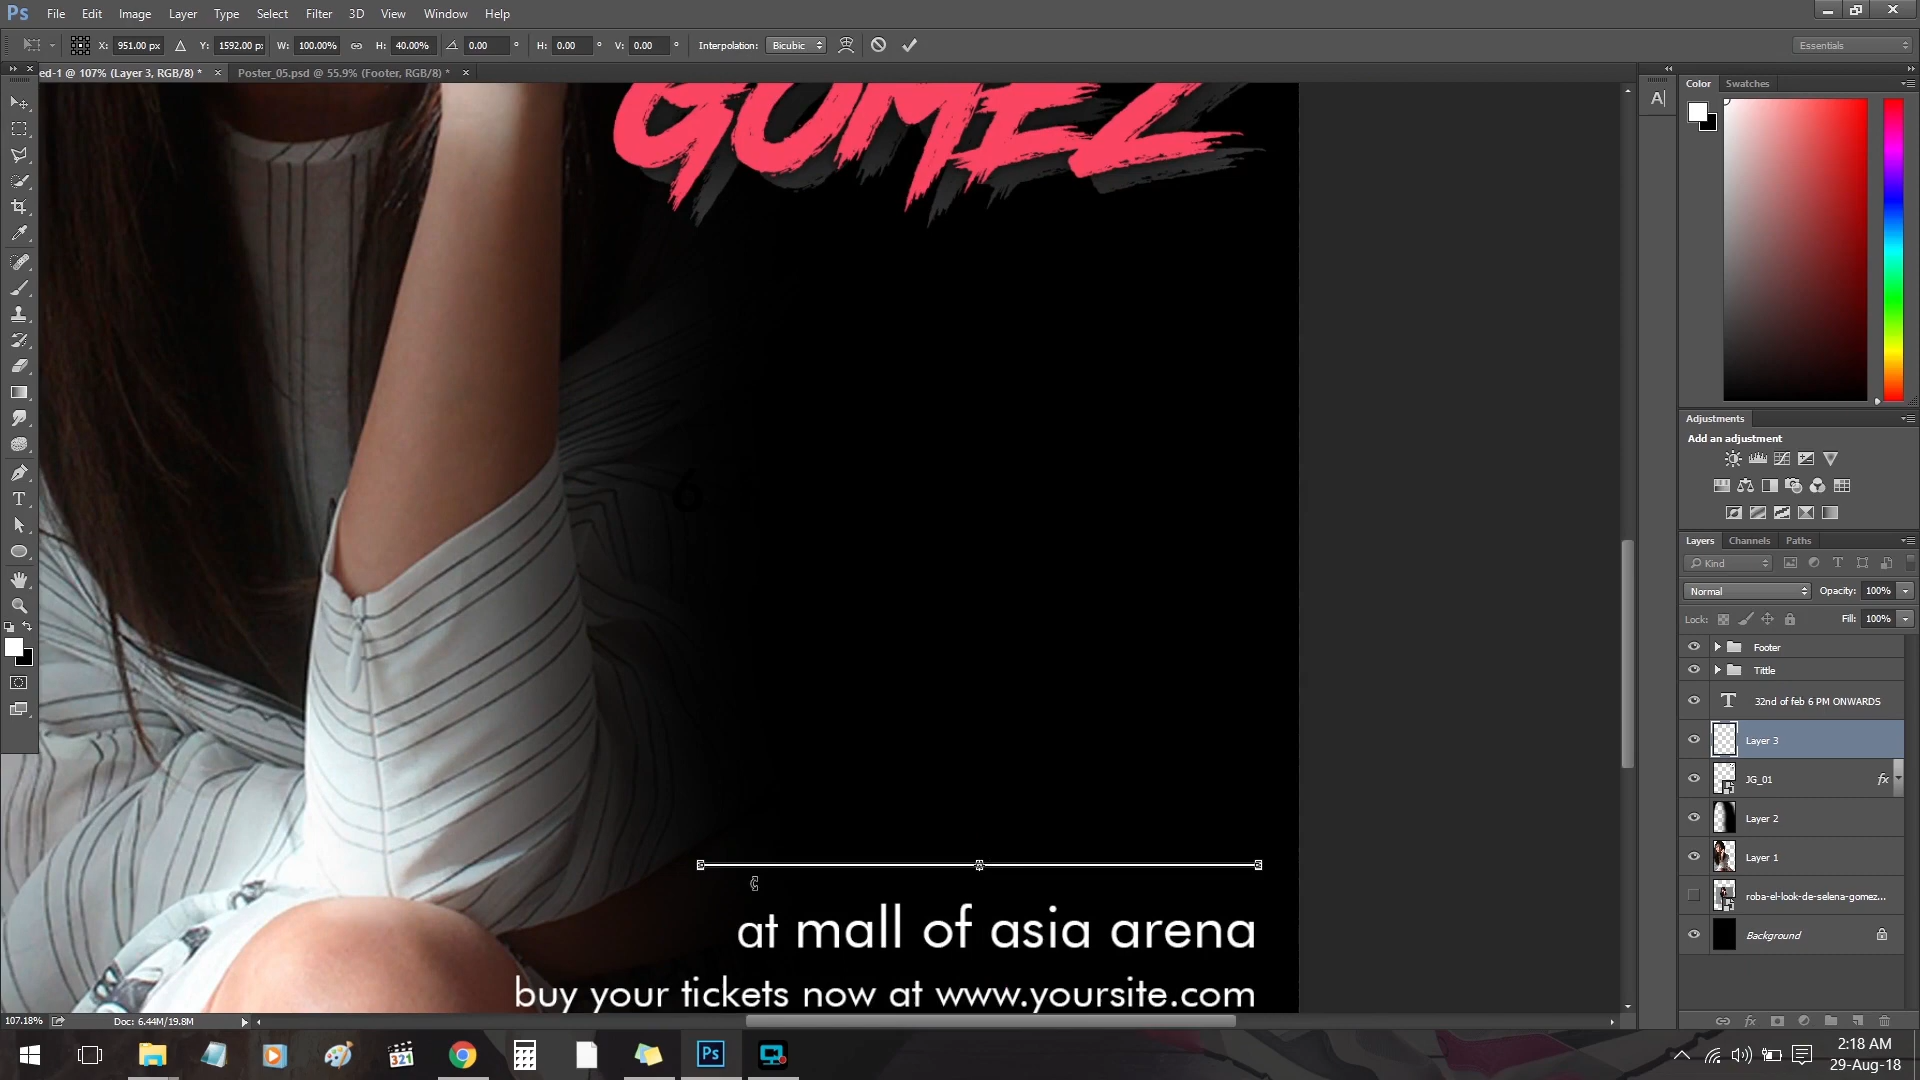 Ps File Edit Image Layer Type Select Filter 3D View Window Help
X: 951.00 px Y: 1592.00 px W: 100.00% H: 40.00% 0.00 ° H: 0.00 ° V: 0.00 ° Interpolation: Bicubic Essentials
ed-1 @ 107% (Layer 3, RGB/8) * × Poster_05.psd @ 55.9% (Footer, RGB/8) * ×
Color Swatches
A
GOMEZ
6
Adjustments
Add an adjustment
Layers Channels Paths
Kind
Normal Opacity: 100%
Lock: Fill: 100%
Footer
Tittle
T 32nd of feb 6 PM ONWARDS
Layer 3
JG_01 fx
Layer 2
Layer 1
roba-el-look-de-selena-gomez...
Background
at mall of asia arena
buy your tickets now at www.yoursite.com
107.18% Doc: 6.44M/19.8M
321 Ps
2:18 AM
29-Aug-18